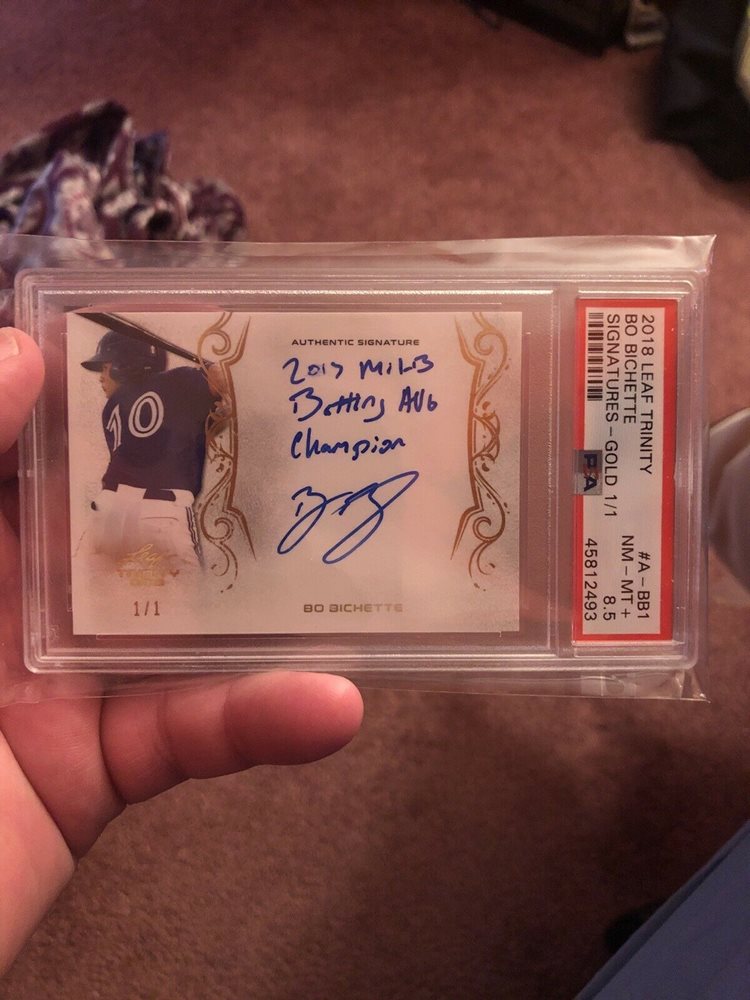 AUTHENTIC SIGNATURE
2017 MiLB
Batting AVG
Champion
10
Leaf
1/1
BO BICHETTE
2018 LEAF TRINITY
BO BICHETTE
SIGNATURES - GOLD 1/1
#A - BB1
NM - MT + 8.5
45812493
PSA